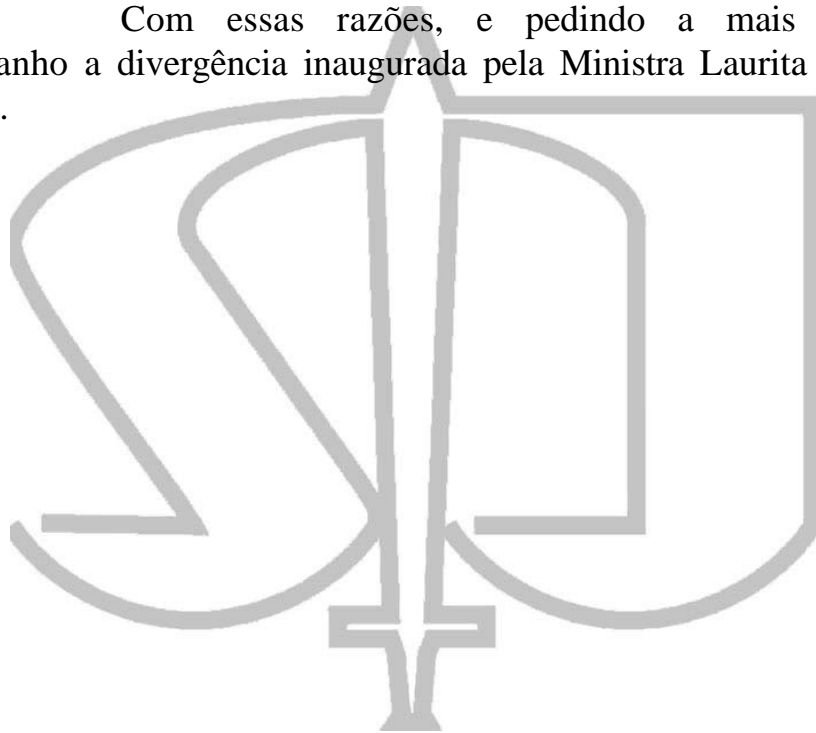 Com essas razões, e pedindo a mais
anho a divergência inaugurada pela Ministra Laurita
.